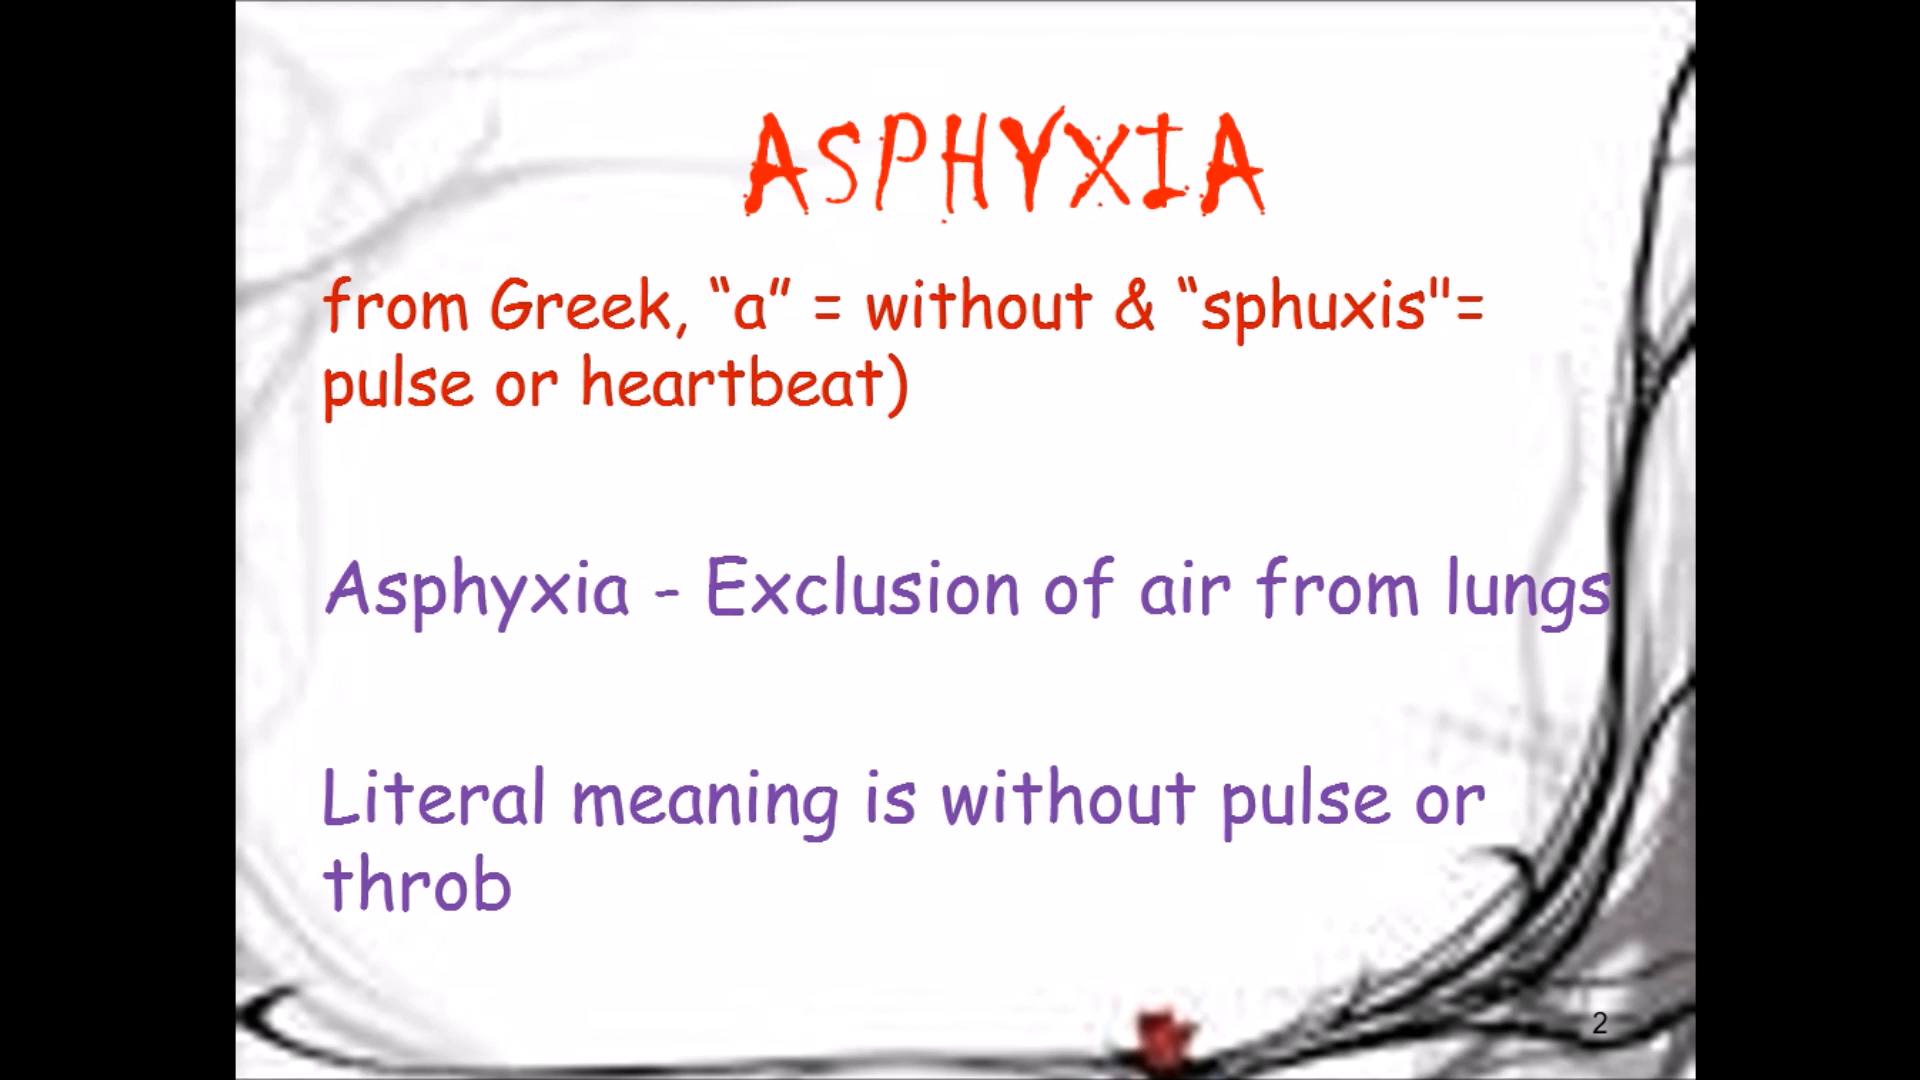 ASPHYXIA
from Greek, “a” = without & “sphuxis"=
pulse or heartbeat)
Asphyxia - Exclusion of air from lungs
Literal meaning is without pulse or
throb
2